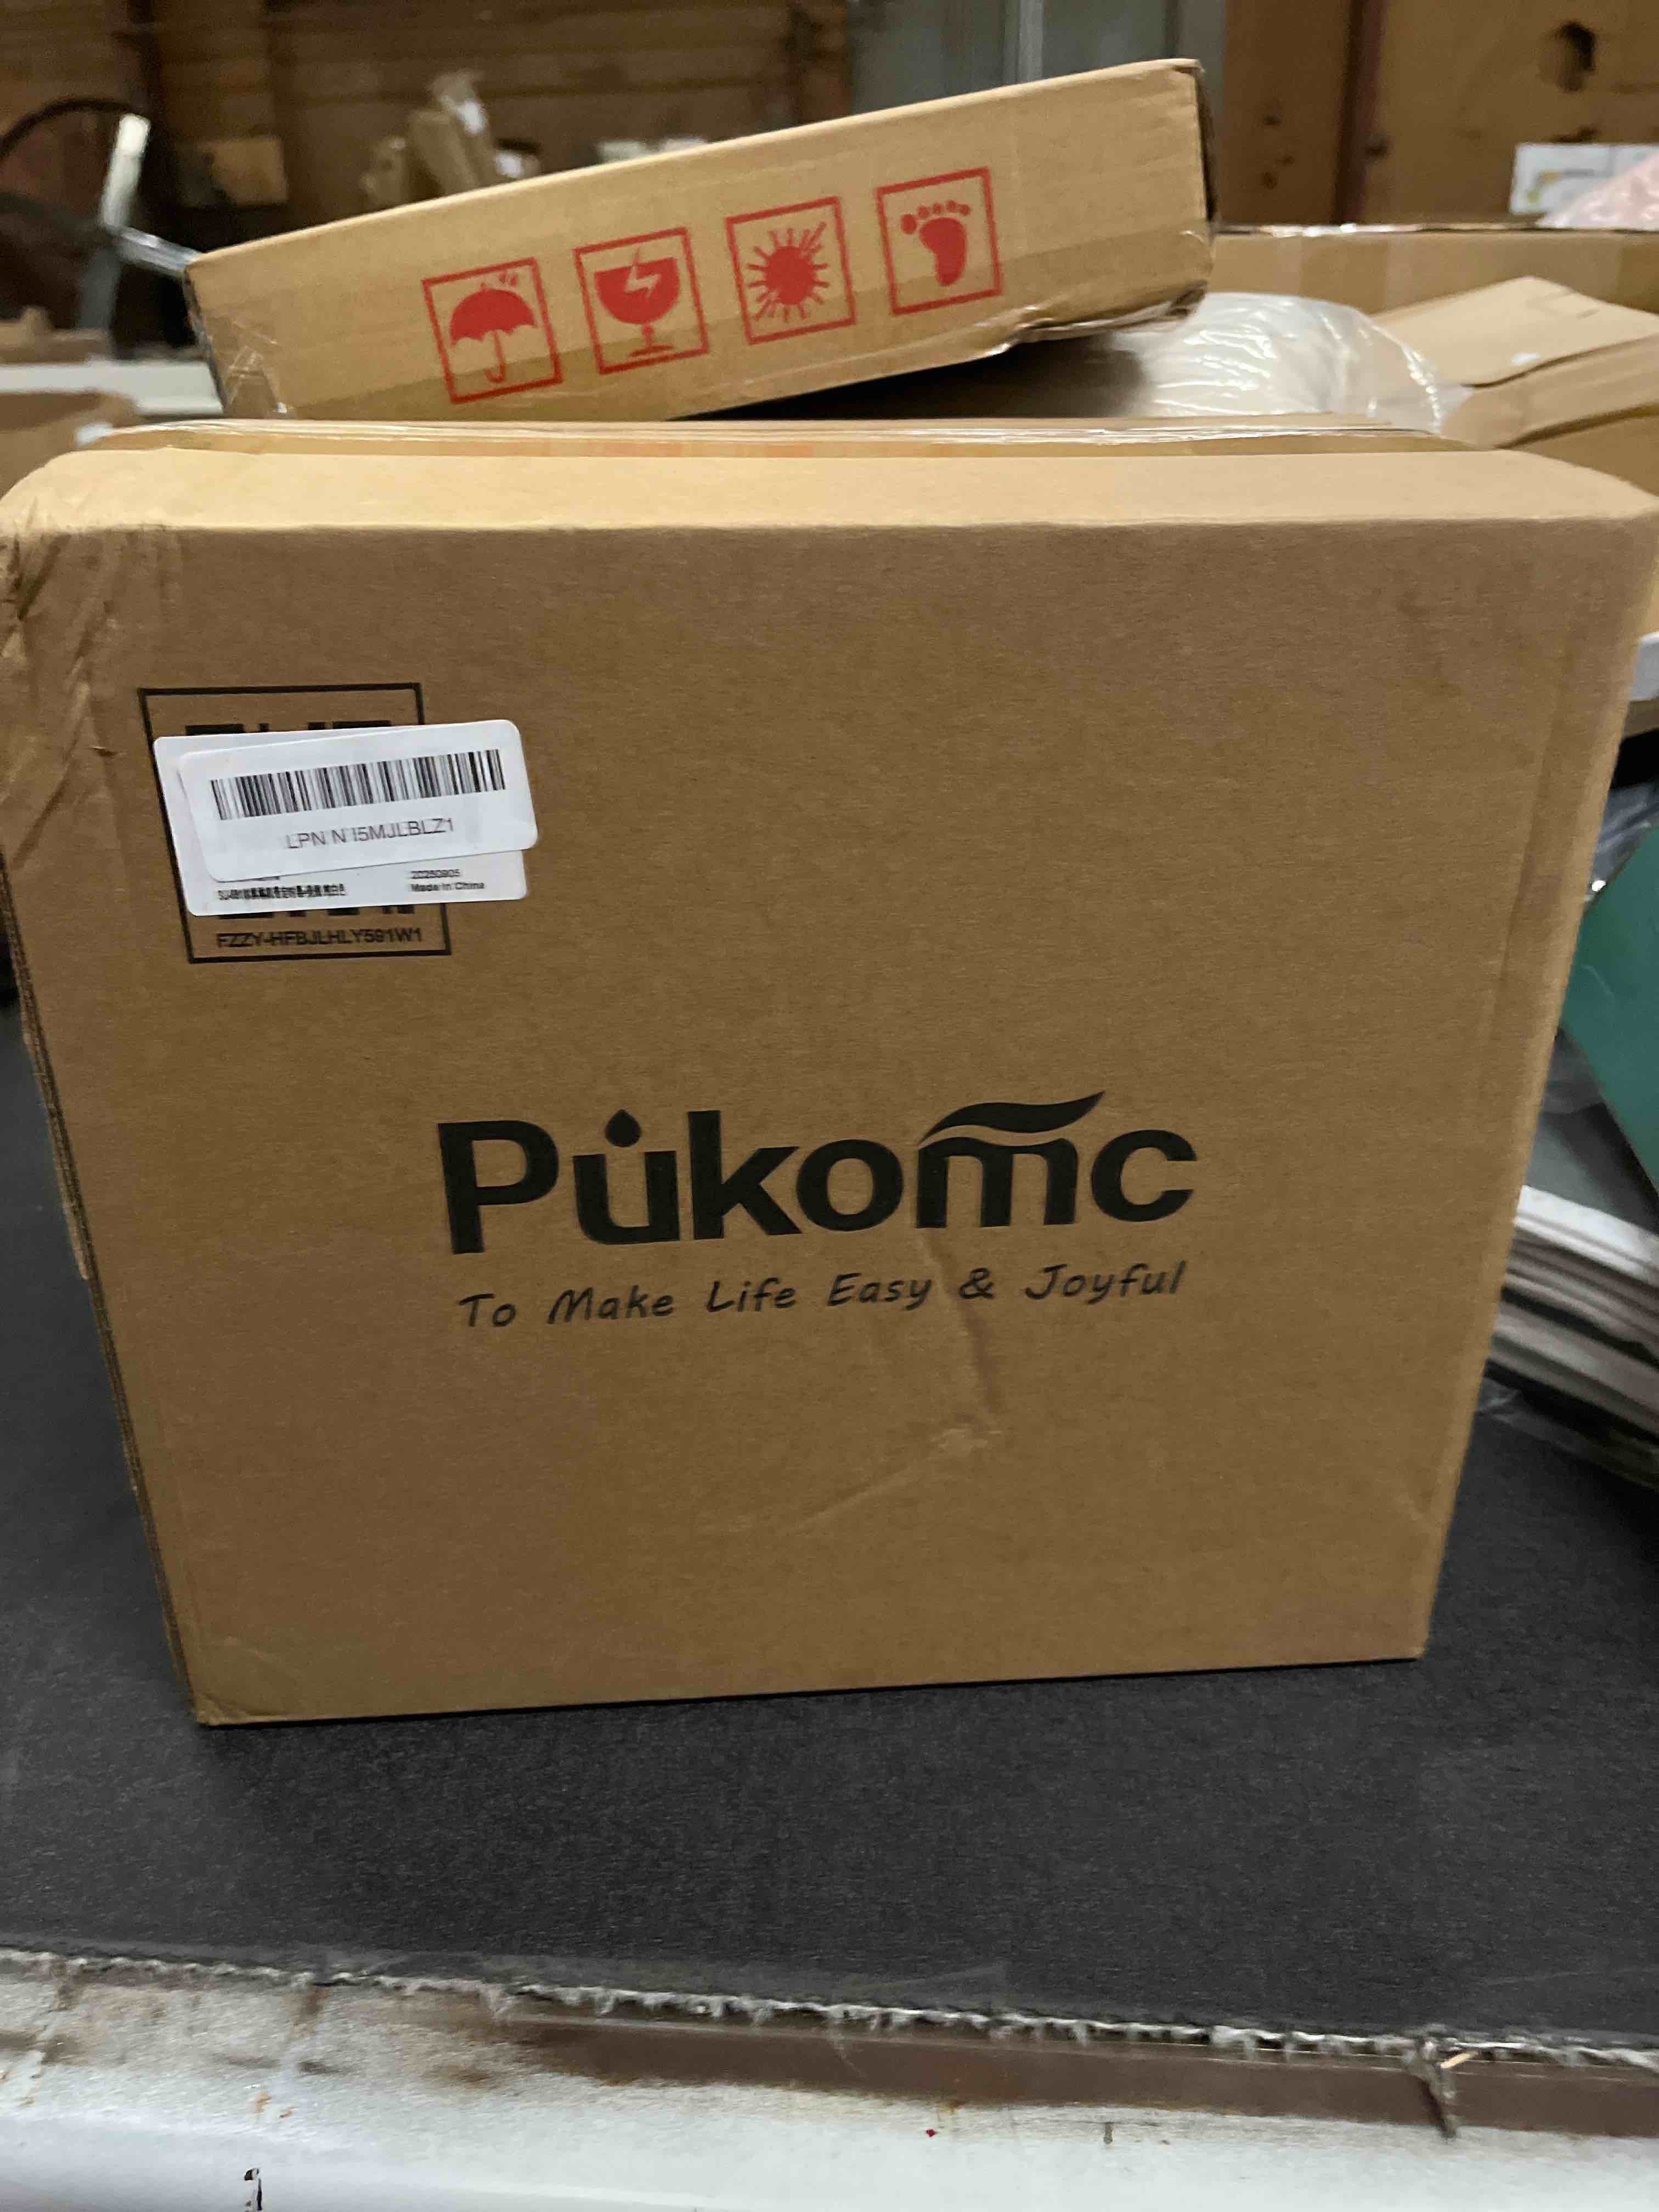 LPN N I5MJLBLZ1
20250905
Made in China
FZZY-HFBJLHLY591W1
Pukomc
To Make Life Easy & Joyful